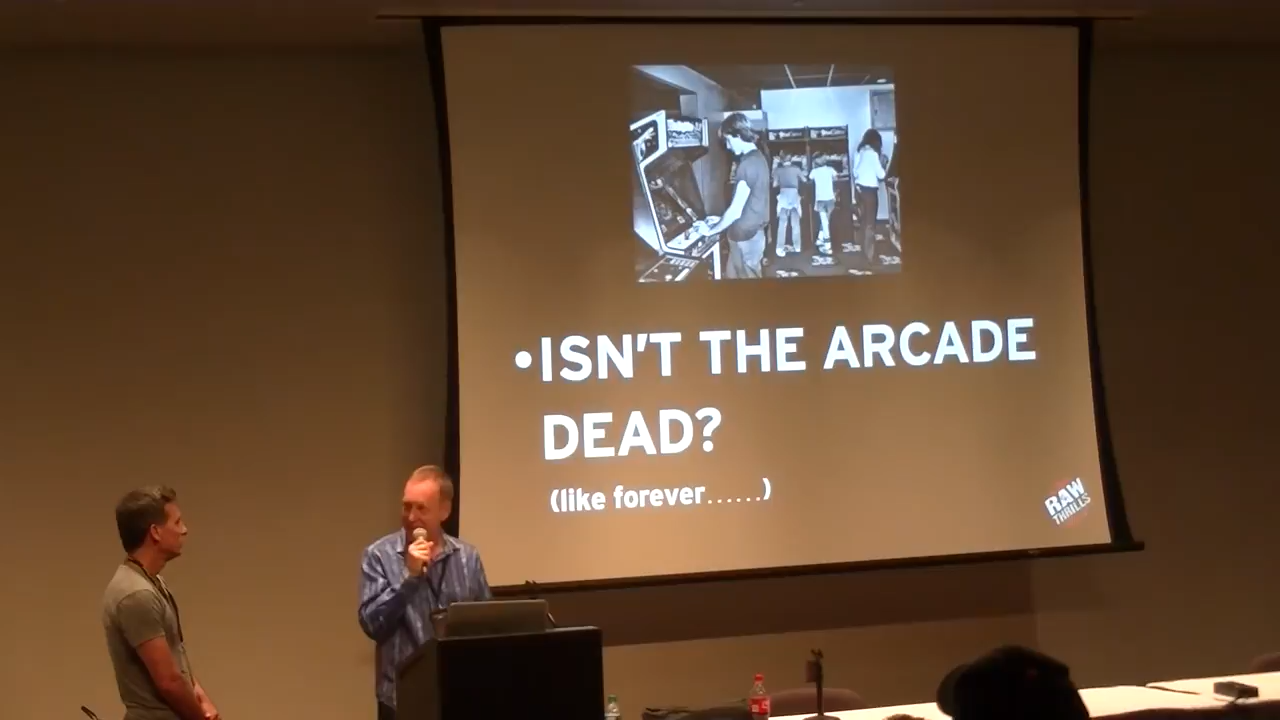 •ISN'T THE ARCADE
DEAD?
(like forever......)
RAW
THRILLS